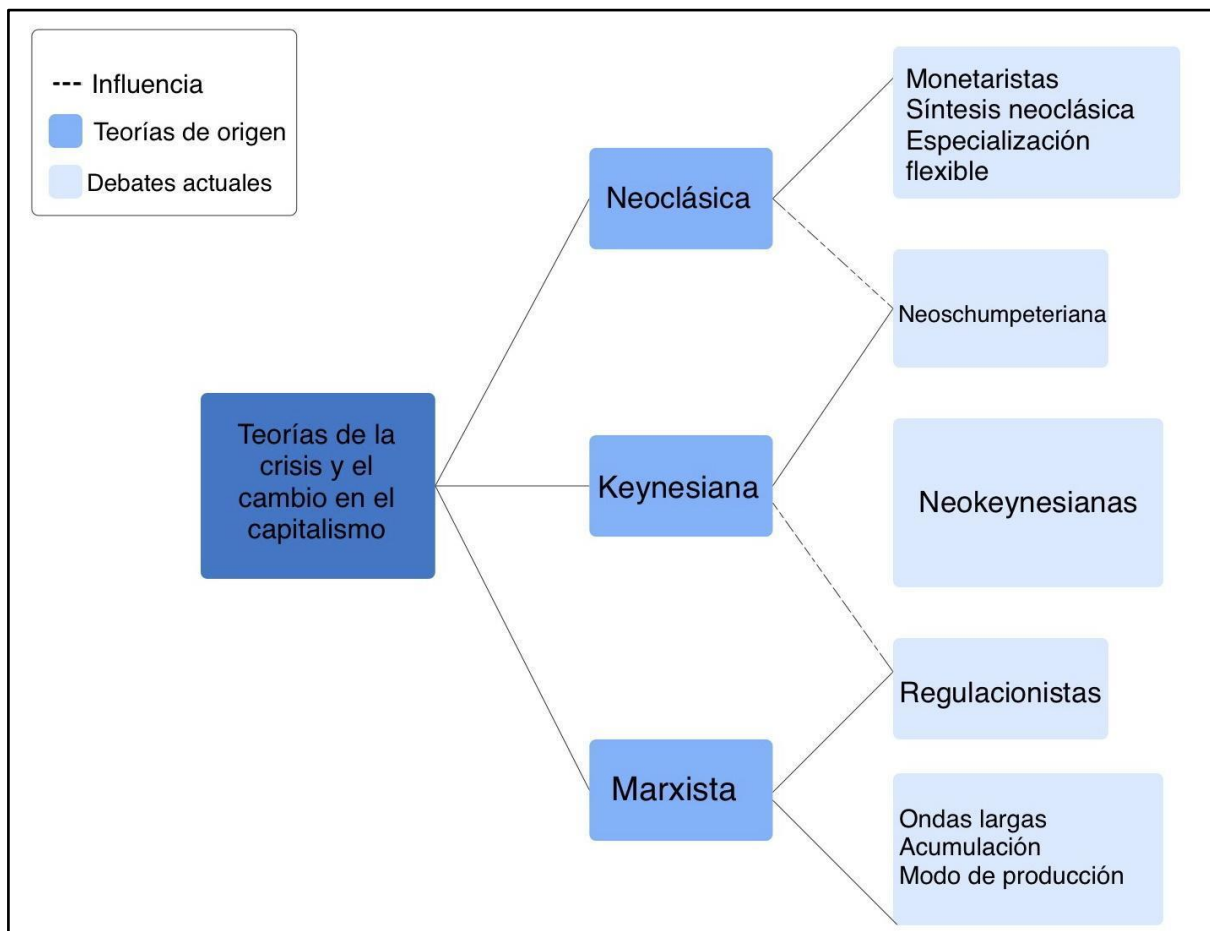 --- Influencia
Teorías de origen
Debates actuales
Teorías de la
crisis y el
cambio en el
capitalismo
Neoclásica
Keynesiana
Marxista
Monetaristas
Síntesis neoclásica
Especialización
flexible
Neoschumpeteriana
Neokeynesianas
Regulacionistas
Ondas largas
Acumulación
Modo de producción